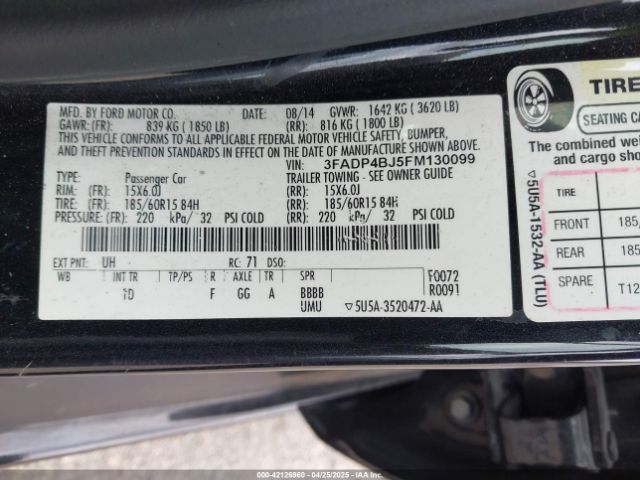 MFD. BY FORD MOTOR CO. DATE: 08/14 GVWR: 1642 KG ( 3620 LB)
GAWR: (FR): 839 KG ( 1850 LB) (RR): 816 KG ( 1800 LB)
THIS VEHICLE CONFORMS TO ALL APPLICABLE FEDERAL MOTOR VEHICLE SAFETY, BUMPER,
AND THEFT PREVENTION STANDARDS IN EFFECT ON THE DATE OF MANUFACTURE SHOWN ABOVE.
VIN: 3FADP4BJ5FM130099
TYPE: Passenger Car TRAILER TOWING - SEE OWNER GUIDE
RIM: (FR): 15X6.0J (RR): 15X6.0J
TIRE: (FR): 185/60R15 84H (RR): 185/60R15 84H
PRESSURE: (FR): 220 kPa/ 32 PSI COLD (RR): 220 kPa/ 32 PSI COLD
EXT PNT: UH RC: 71 DSO:
WB INT TR TP/PS R AXLE TR SPR F0072
F GG A BBBB R0091
UMU ▽5U5A-3520472-AA
TIRE
SEATING CA
The combined wei
and cargo shou
▽5U5A-1532-AA (TLU)
TIRE
FRONT 185/
REAR 185
SPARE T12
000-42126960 - 04/25/2025 -